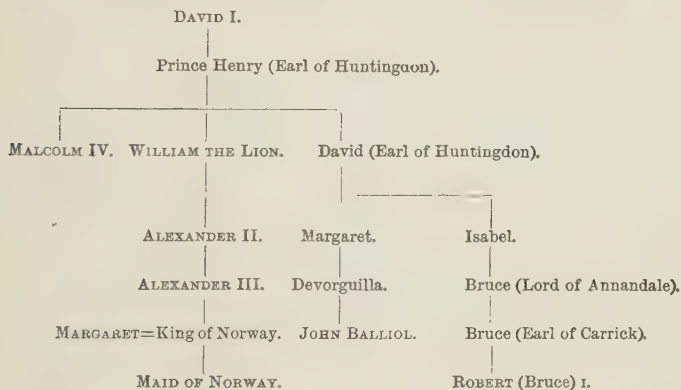 DAVID I.
Prince Henry (Earl of Huntinguon).
MALCOLM IV. WILLIAM THE LION. David (Earl of Huntingdon).
ALEXANDER II. Margaret. Isabel.
ALEXANDER III. Devorguilla. Bruce (Lord of Annandale).
MARGARET=King of Norway. JOHN BALLIOL. Bruce (Earl of Carrick).
MAID OF NORWAY. ROBERT (Bruce) I.